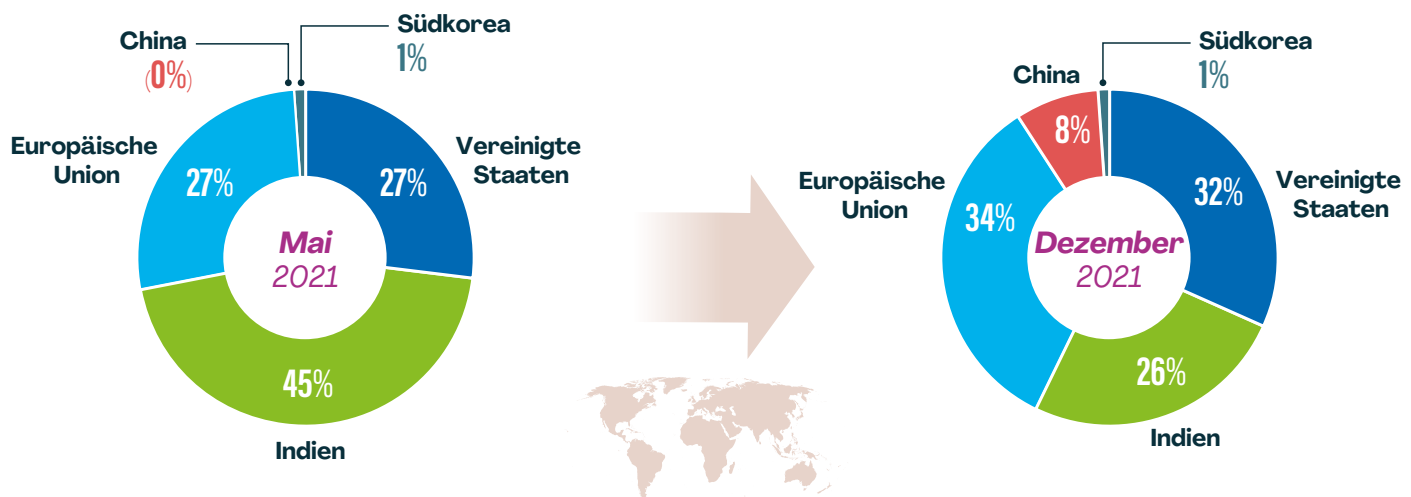 China
(0%)
Südkorea
1%
Europäische
Union
27%
27%
Vereinigte
Staaten
Mai
2021
45%
Indien
Südkorea
1%
China
8%
Europäische
Union
34%
32%
Vereinigte
Staaten
Dezember
2021
26%
Indien